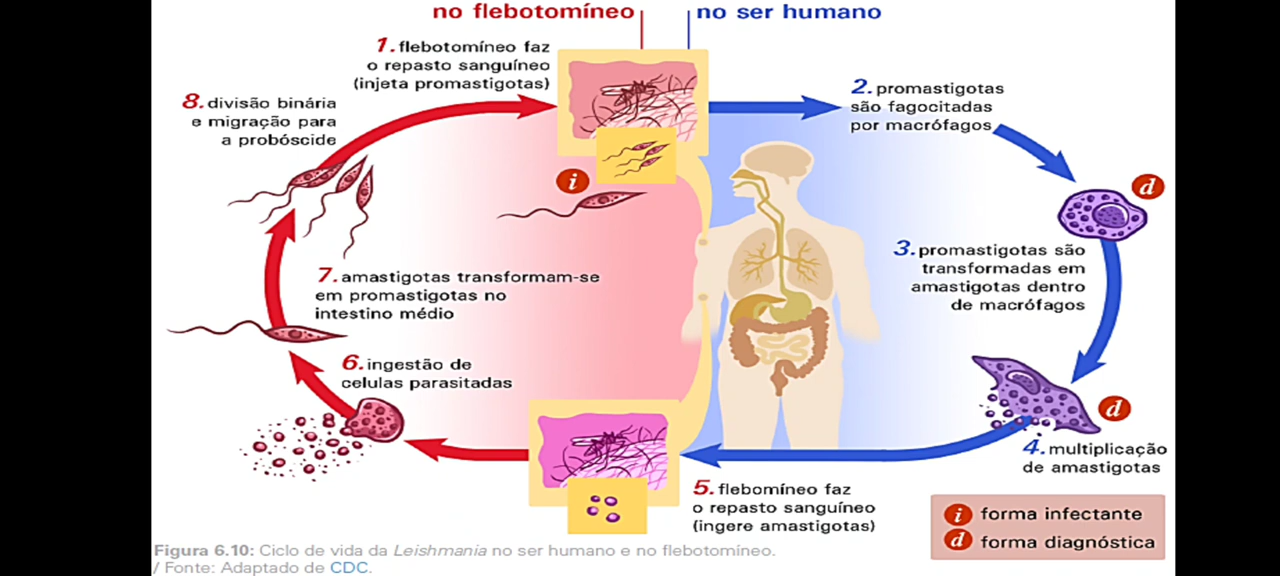 no flebotomíneo
no ser humano
1. flebotomíneo faz
o repasto sanguíneo
(injeta promastigotas)
2. promastigotas
são fagocitadas
por macrófagos
d
3. promastigotas são
transformadas em
amastigotas dentro
de macrófagos
d
4. multiplicação
de amastigotas
5. flebomíneo faz
o repasto sanguíneo
(ingere amastigotas)
6. ingestão de
celulas parasitadas
7. amastigotas transformam-se
em promastigotas no
intestino médio
8. divisão binária
e migração para
a probóscide
i
i forma infectante
d forma diagnóstica
Figura 6.10: Ciclo de vida da Leishmania no ser humano e no flebotomíneo.
/ Fonte: Adaptado de CDC.